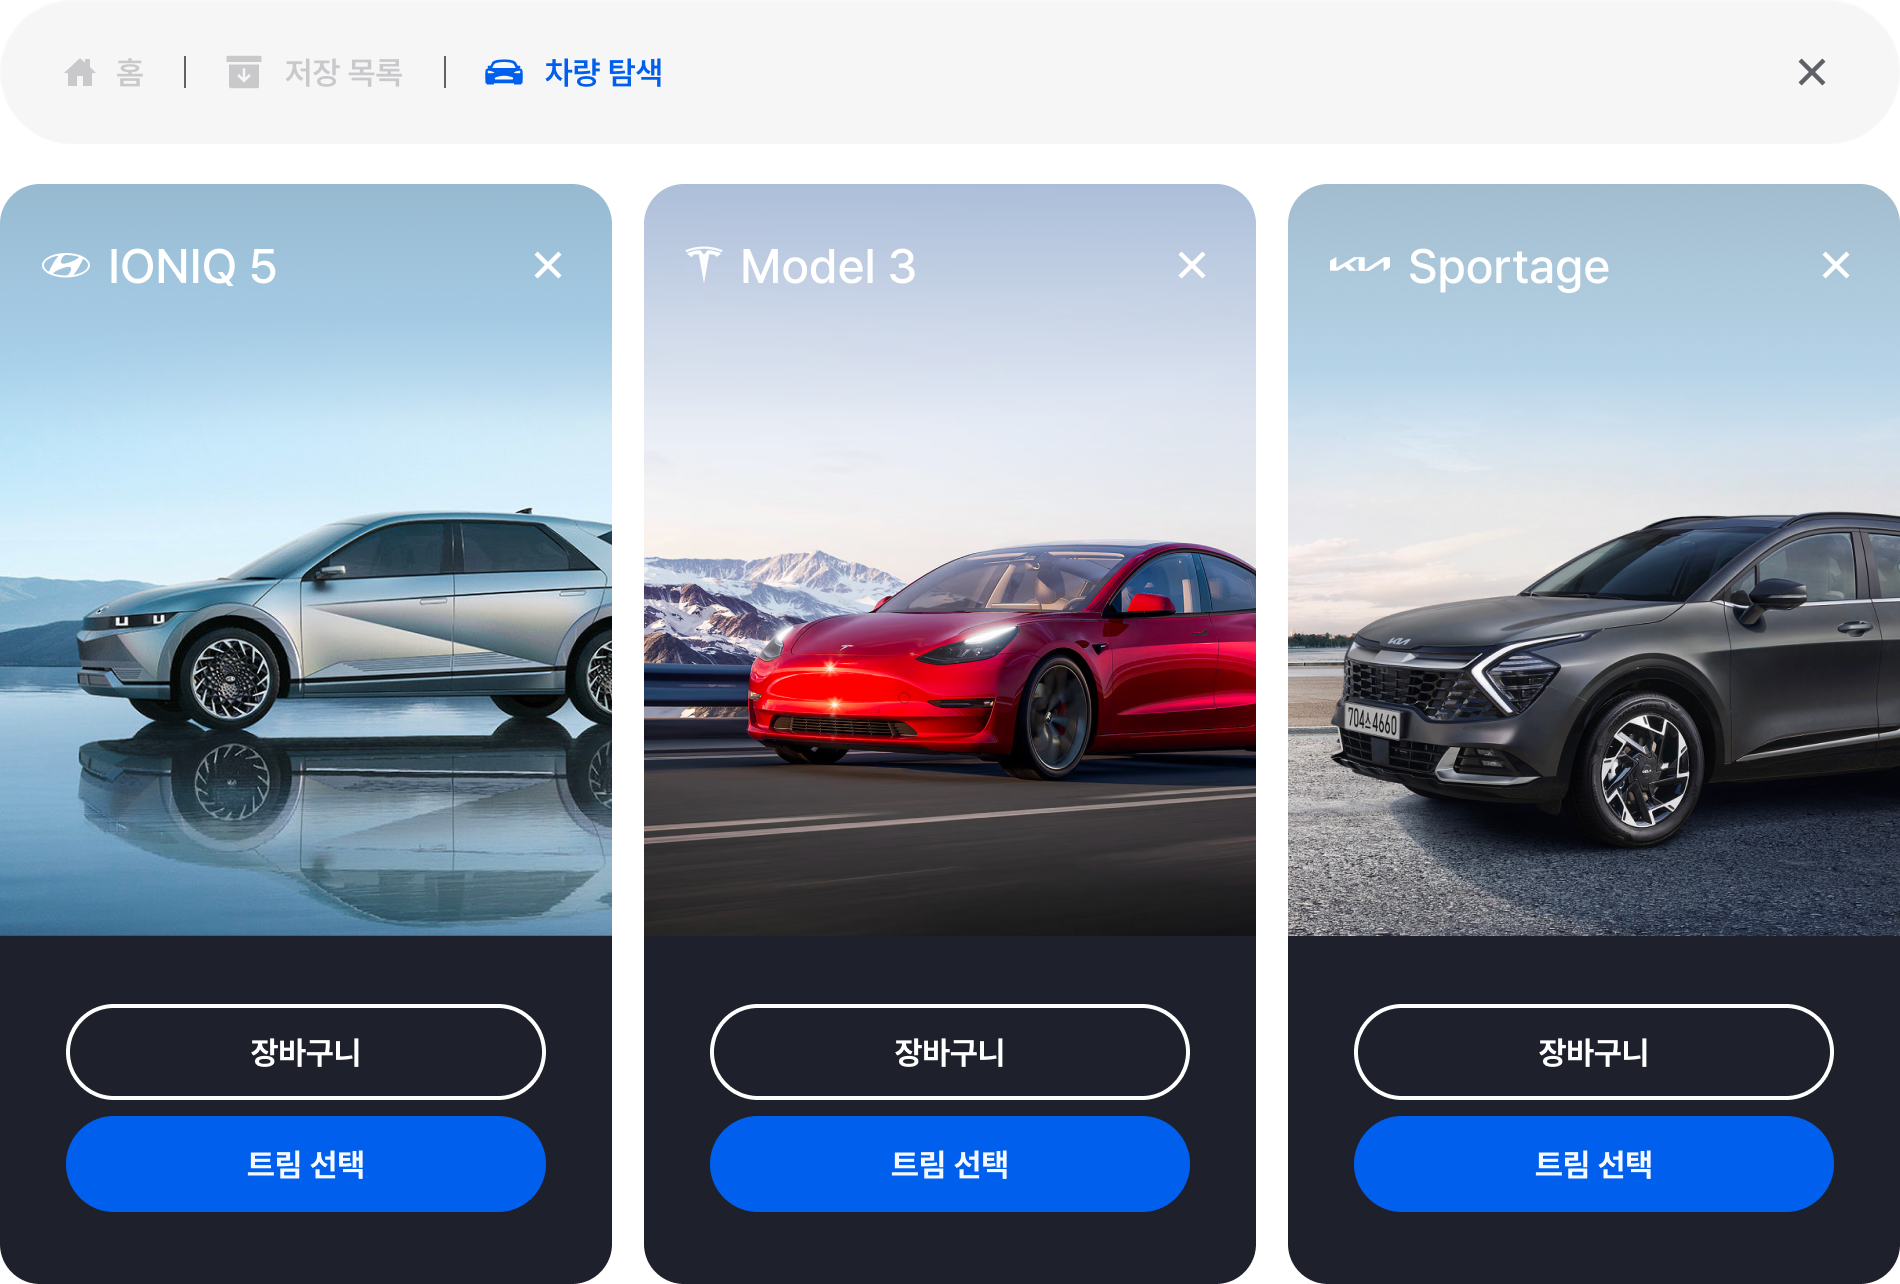 홈
저장 목록
차량 탐색
IONIQ 5
Model 3
Sportage
704소4660
장바구니
장바구니
장바구니
트림 선택
트림 선택
트림 선택